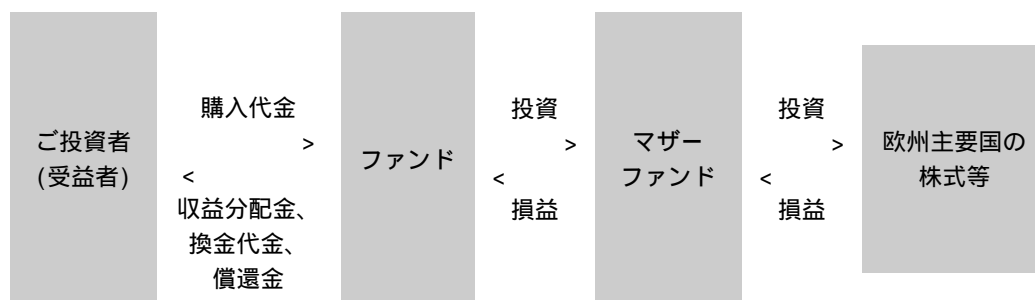 ご投資者
(受益者)
購入代金
>
<
収益分配金、
換金代金、
償還金
ファンド
投資
>
<
損益
マザー
ファンド
投資
>
<
損益
欧州主要国の
株式等